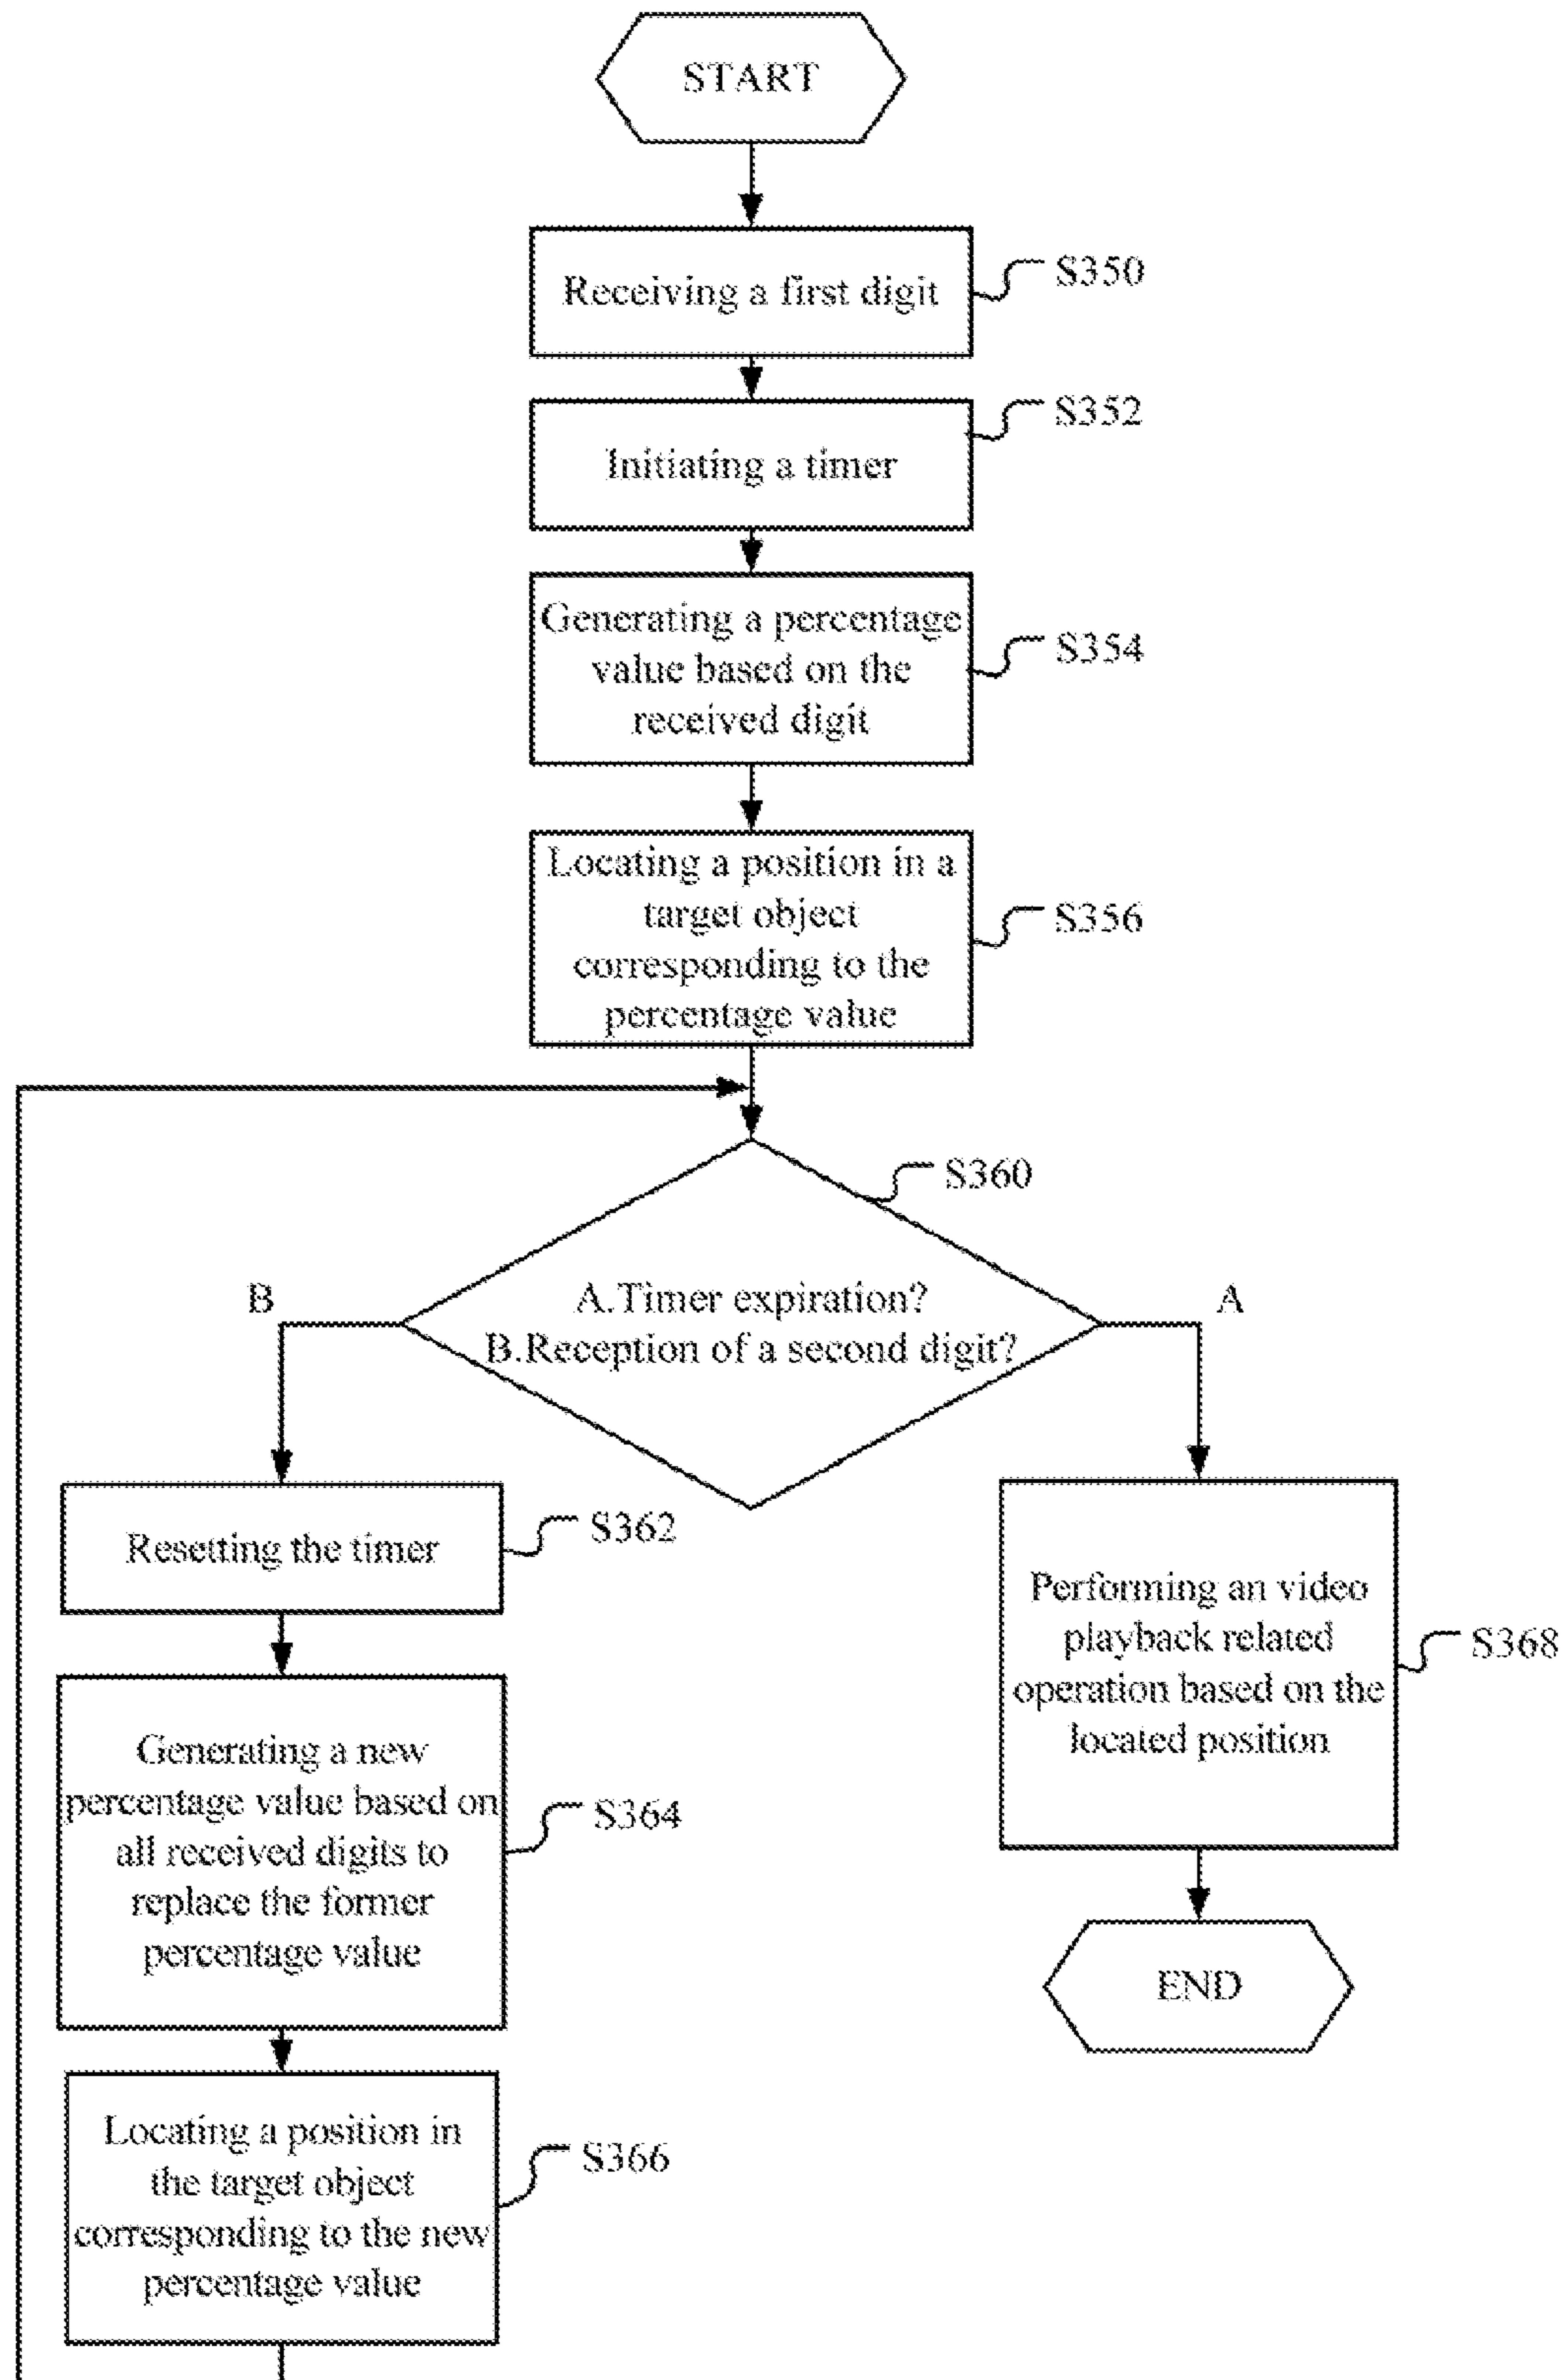 START
Receiving a first digit
S350
Initiating a timer
S352
Generating a percentage
value based on the
received digit
S354
Locating a position in a
target object
corresponding to the
percentage value
S356
S360
A.Timer expiration?
B.Reception of a second digit?
B
A
Resetting the timer
S362
Generating a new
percentage value based on
all received digits to
replace the former
percentage value
S364
Locating a position in
the target object
corresponding to the new
percentage value
S366
Performing an video
playback related
operation based on the
located position
S368
END